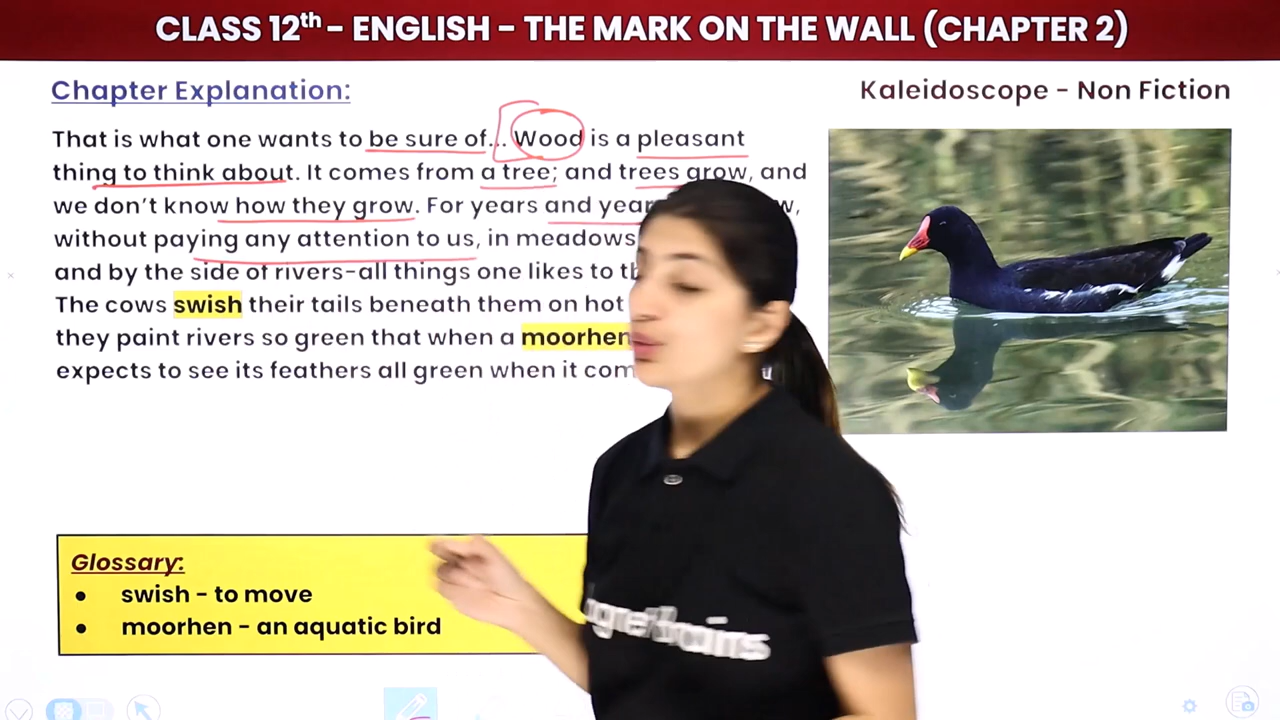 CLASS 12th – ENGLISH – THE MARK ON THE WALL (CHAPTER 2)
Chapter Explanation:
Kaleidoscope – Non Fiction
That is what one wants to be sure of... Wood is a pleasant
thing to think about. It comes from a tree; and trees grow, and
we don’t know how they grow. For years and years
without paying any attention to us, in meadows
and by the side of rivers–all things one likes to
The cows swish their tails beneath them on hot
they paint rivers so green that when a moorhen
expects to see its feathers all green when it
Glossary:
● swish – to move
● moorhen – an aquatic bird